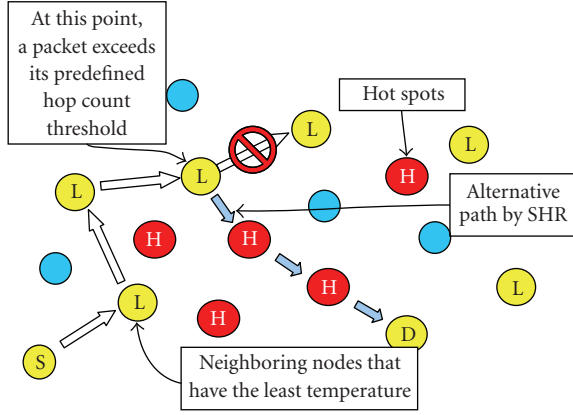 At this point,
a packet exceeds
its predefined
hop count
threshold
Hot spots
L
L
L
L
H
Alternative
path by SHR
H
H
L
H
L
H
D
S
Neighboring nodes that
have the least temperature